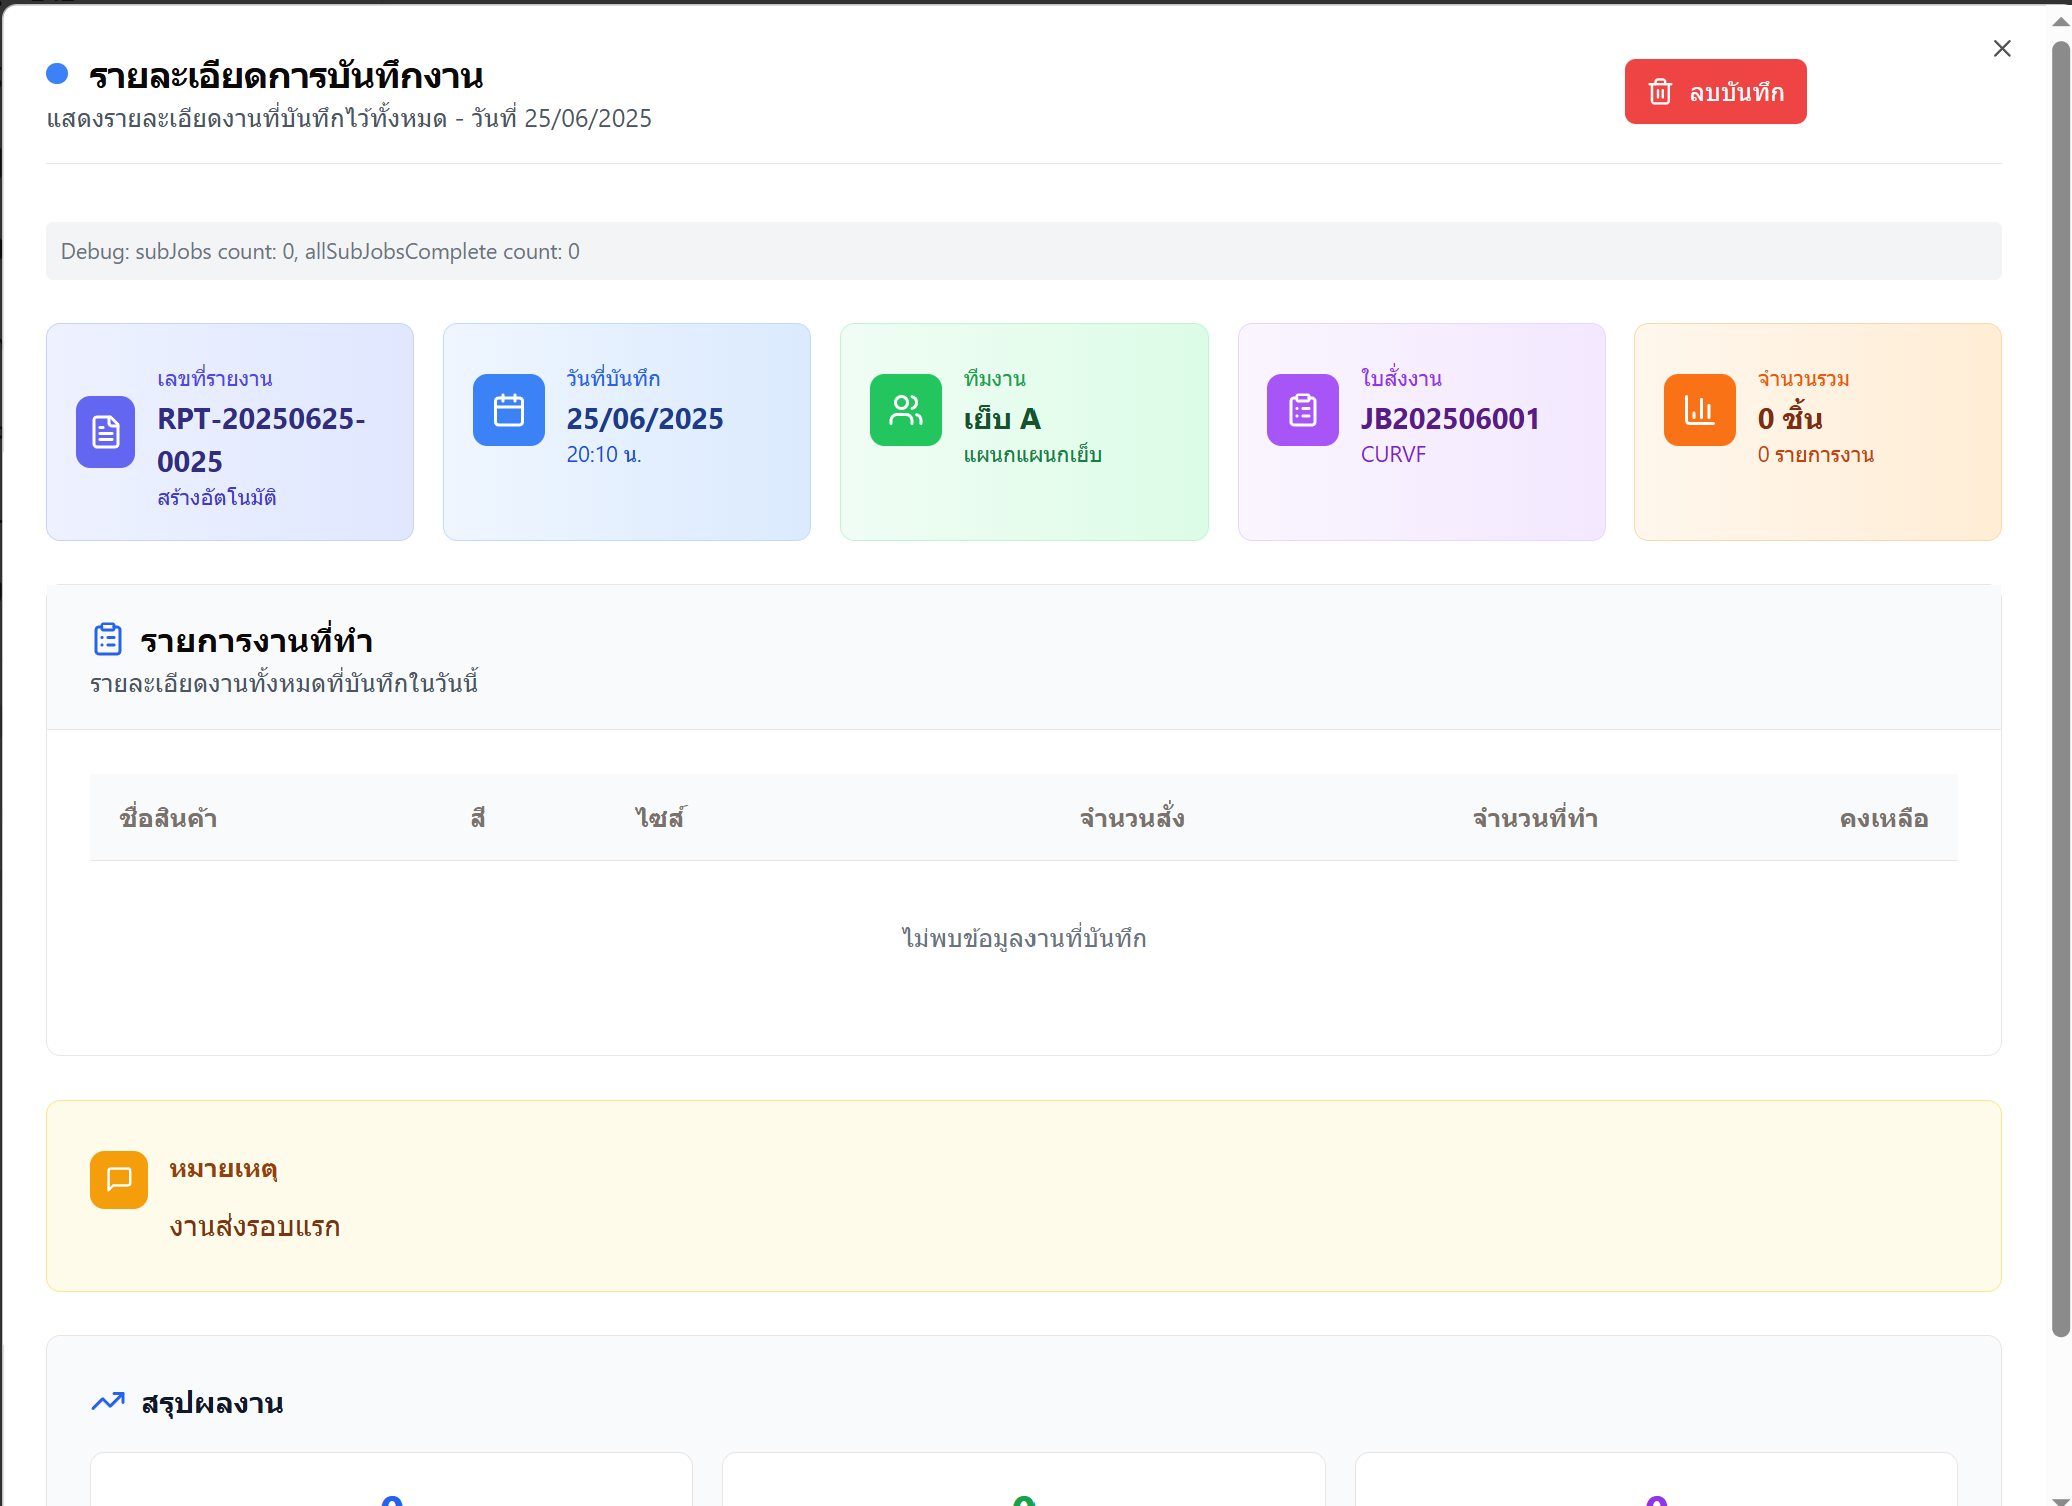 รายละเอียดการบันทึกงาน
แสดงรายละเอียดงานที่บันทึกไว้ทั้งหมด - วันที่ 25/06/2025
ลบบันทึก
Debug: subJobs count: 0, allSubJobsComplete count: 0
เลขที่รายงาน
RPT-20250625-
0025
สร้างอัตโนมัติ
วันที่บันทึก
25/06/2025
20:10 น.
ทีมงาน
เย็บ A
แผนกแผนกเย็บ
ใบสั่งงาน
JB202506001
CURVF
จำนวนรวม
0 ชิ้น
0 รายการงาน
รายการงานที่ทำ
รายละเอียดงานทั้งหมดที่บันทึกในวันนี้
ชื่อสินค้า สี ไซส์ จำนวนสั่ง จำนวนที่ทำ คงเหลือ
ไม่พบข้อมูลงานที่บันทึก
หมายเหตุ
งานส่งรอบแรก
สรุปผลงาน